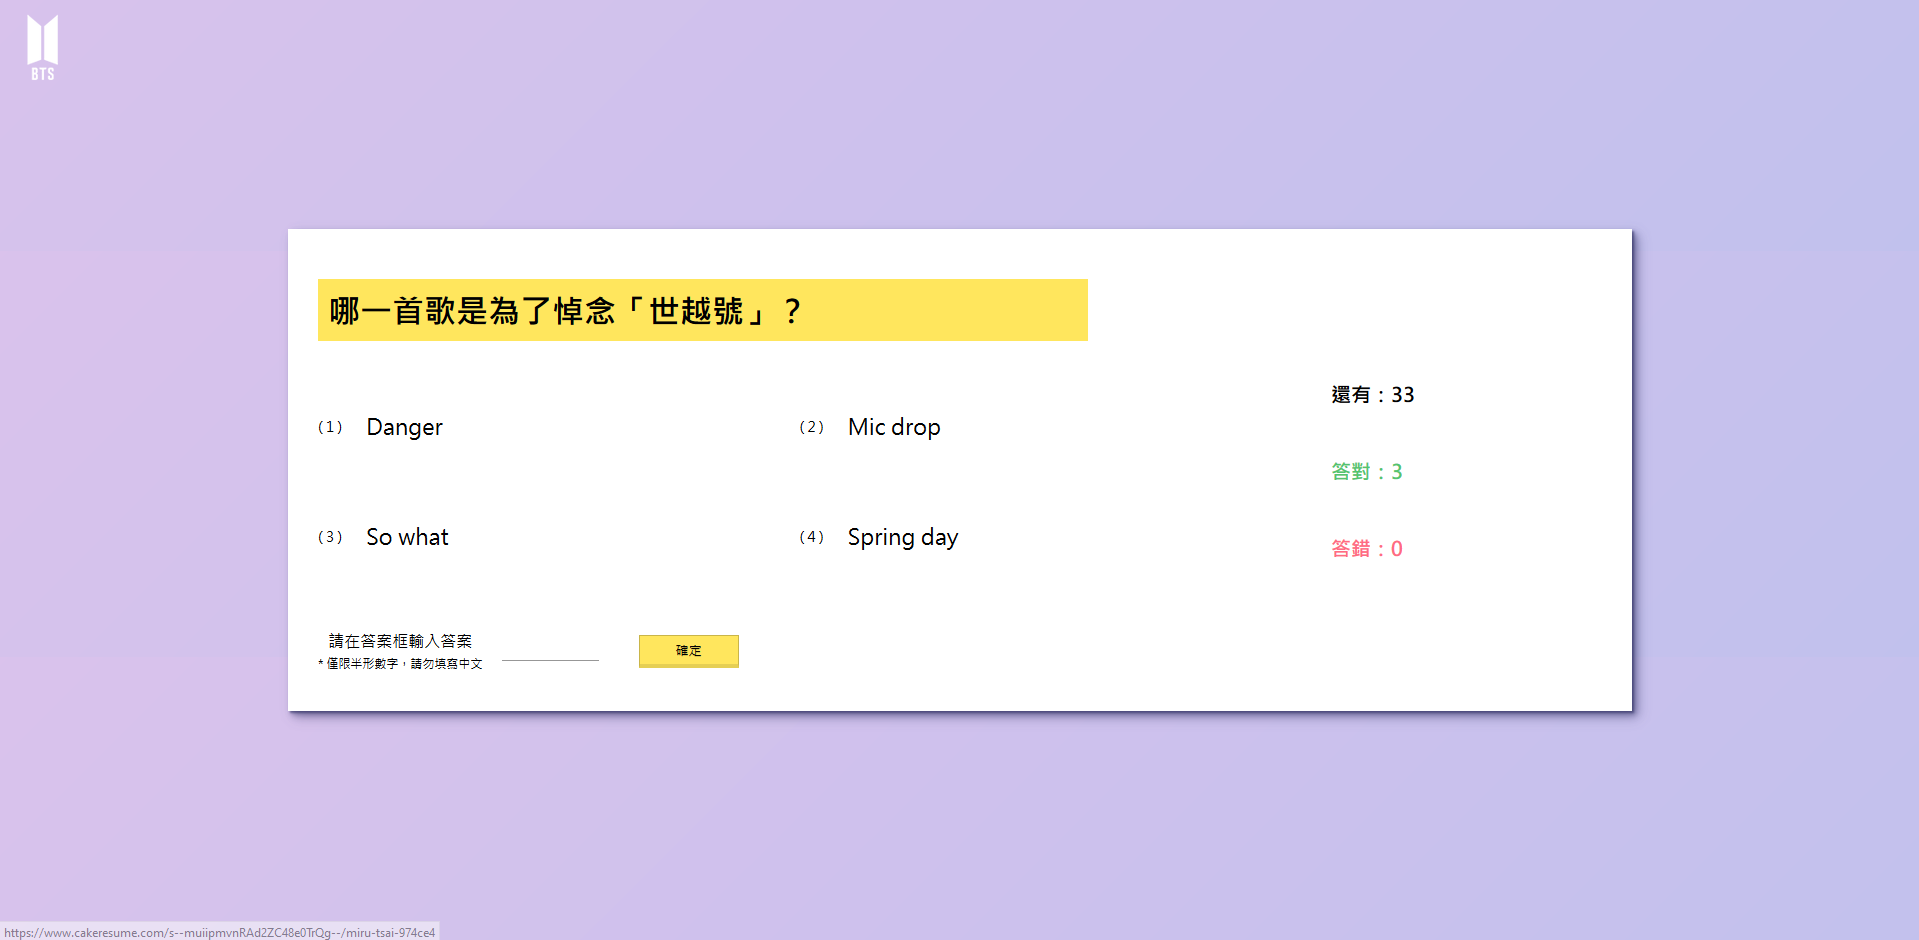 BTS
哪一首歌是為了悼念「世越號」？
(1) Danger
(2) Mic drop
(3) So what
(4) Spring day
請在答案框輸入答案
* 僅限半形數字，請勿填寫中文
確定
還有：33
答對：3
答錯：0
https://www.cakeresume.com/s--muiipmvnRAd2ZC48e0TrQg--/miru-tsai-974ce4